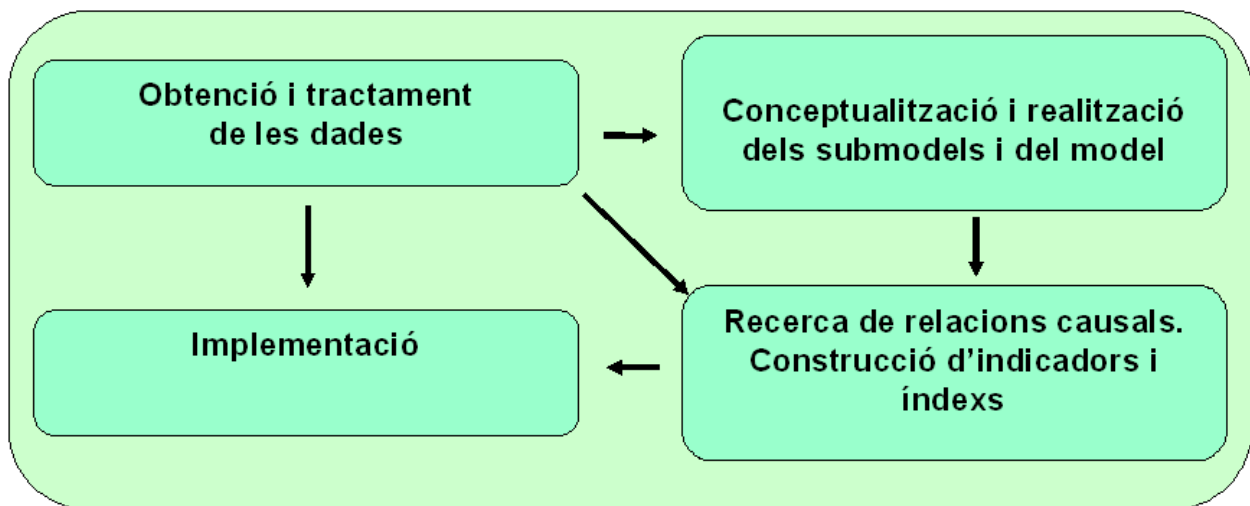 Obtenció i tractament
de les dades
Conceptualització i realització
dels submodels i del model
Implementació
Recerca de relacions causals.
Construcció d'indicadors i
índexs